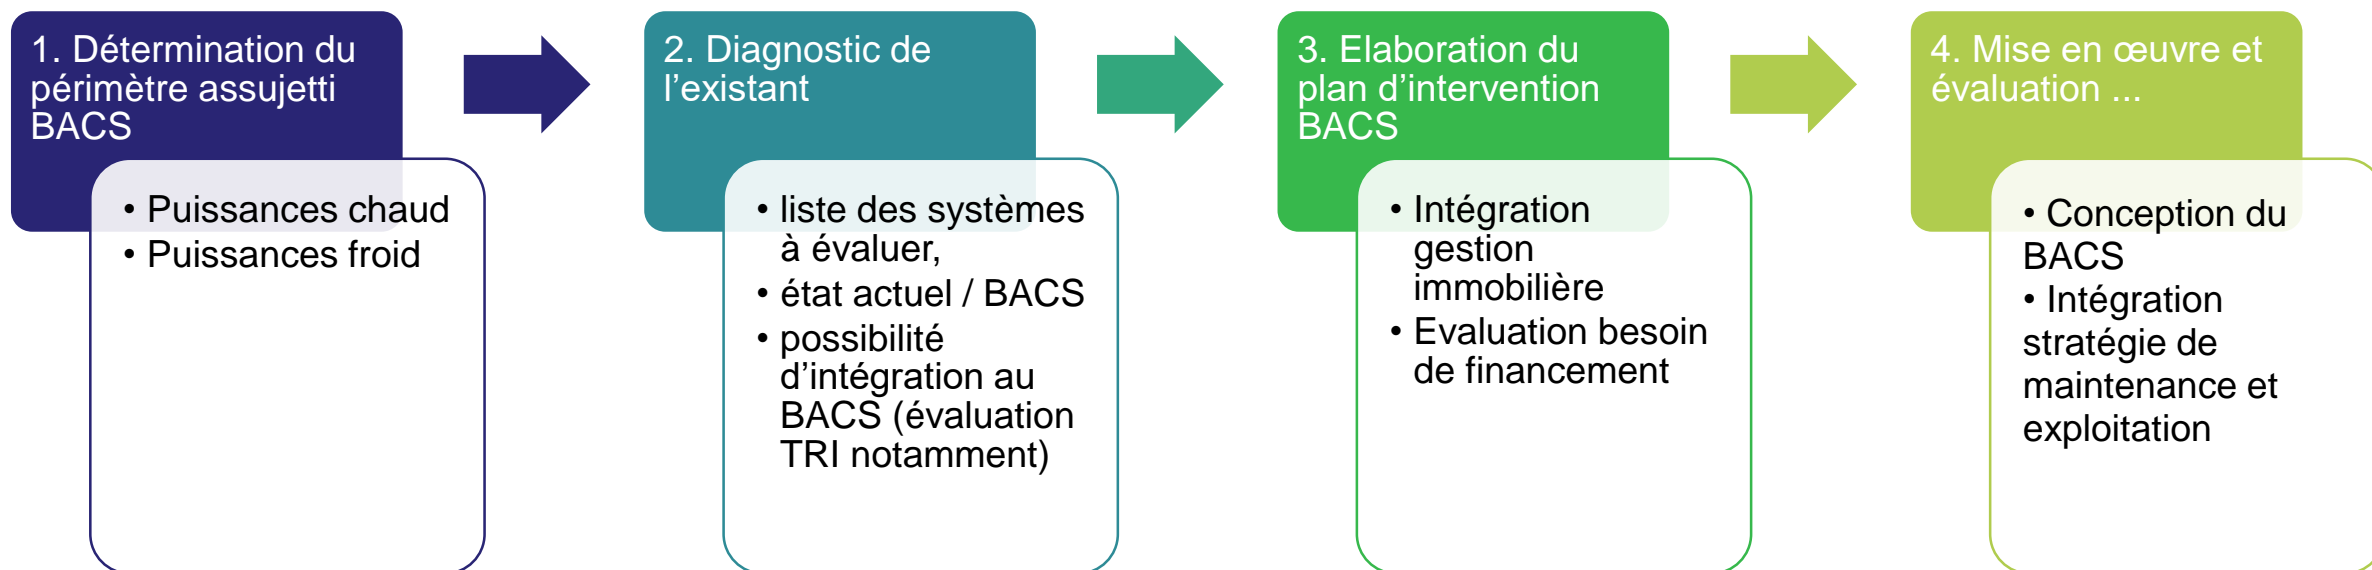 1. Détermination du
périmètre assujetti
BACS
• Puissances chaud
• Puissances froid
2. Diagnostic de
l’existant
• liste des systèmes
à évaluer,
• état actuel / BACS
• possibilité
d’intégration au
BACS (évaluation
TRI notamment)
3. Elaboration du
plan d’intervention
BACS
• Intégration
gestion
immobilière
• Evaluation besoin
de financement
4. Mise en œuvre et
évaluation ...
• Conception du
BACS
• Intégration
stratégie de
maintenance et
exploitation